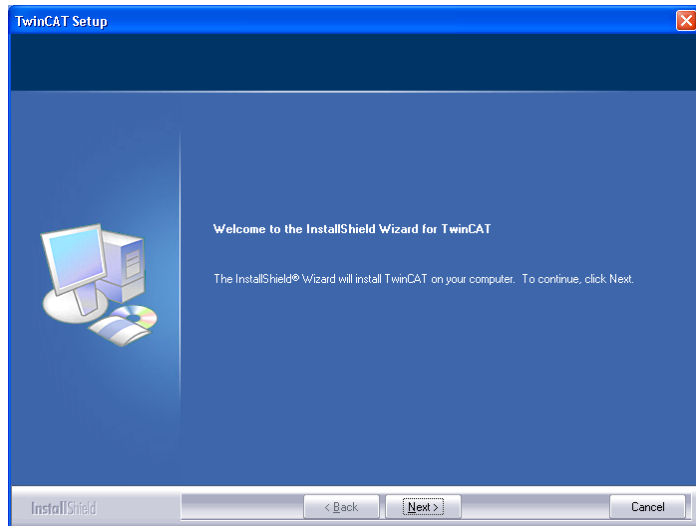 TwinCAT Setup
Welcome to the InstallShield Wizard for TwinCAT
The InstallShield® Wizard will install TwinCAT on your computer.  To continue, click Next.
InstallShield
< Back
Next >
Cancel